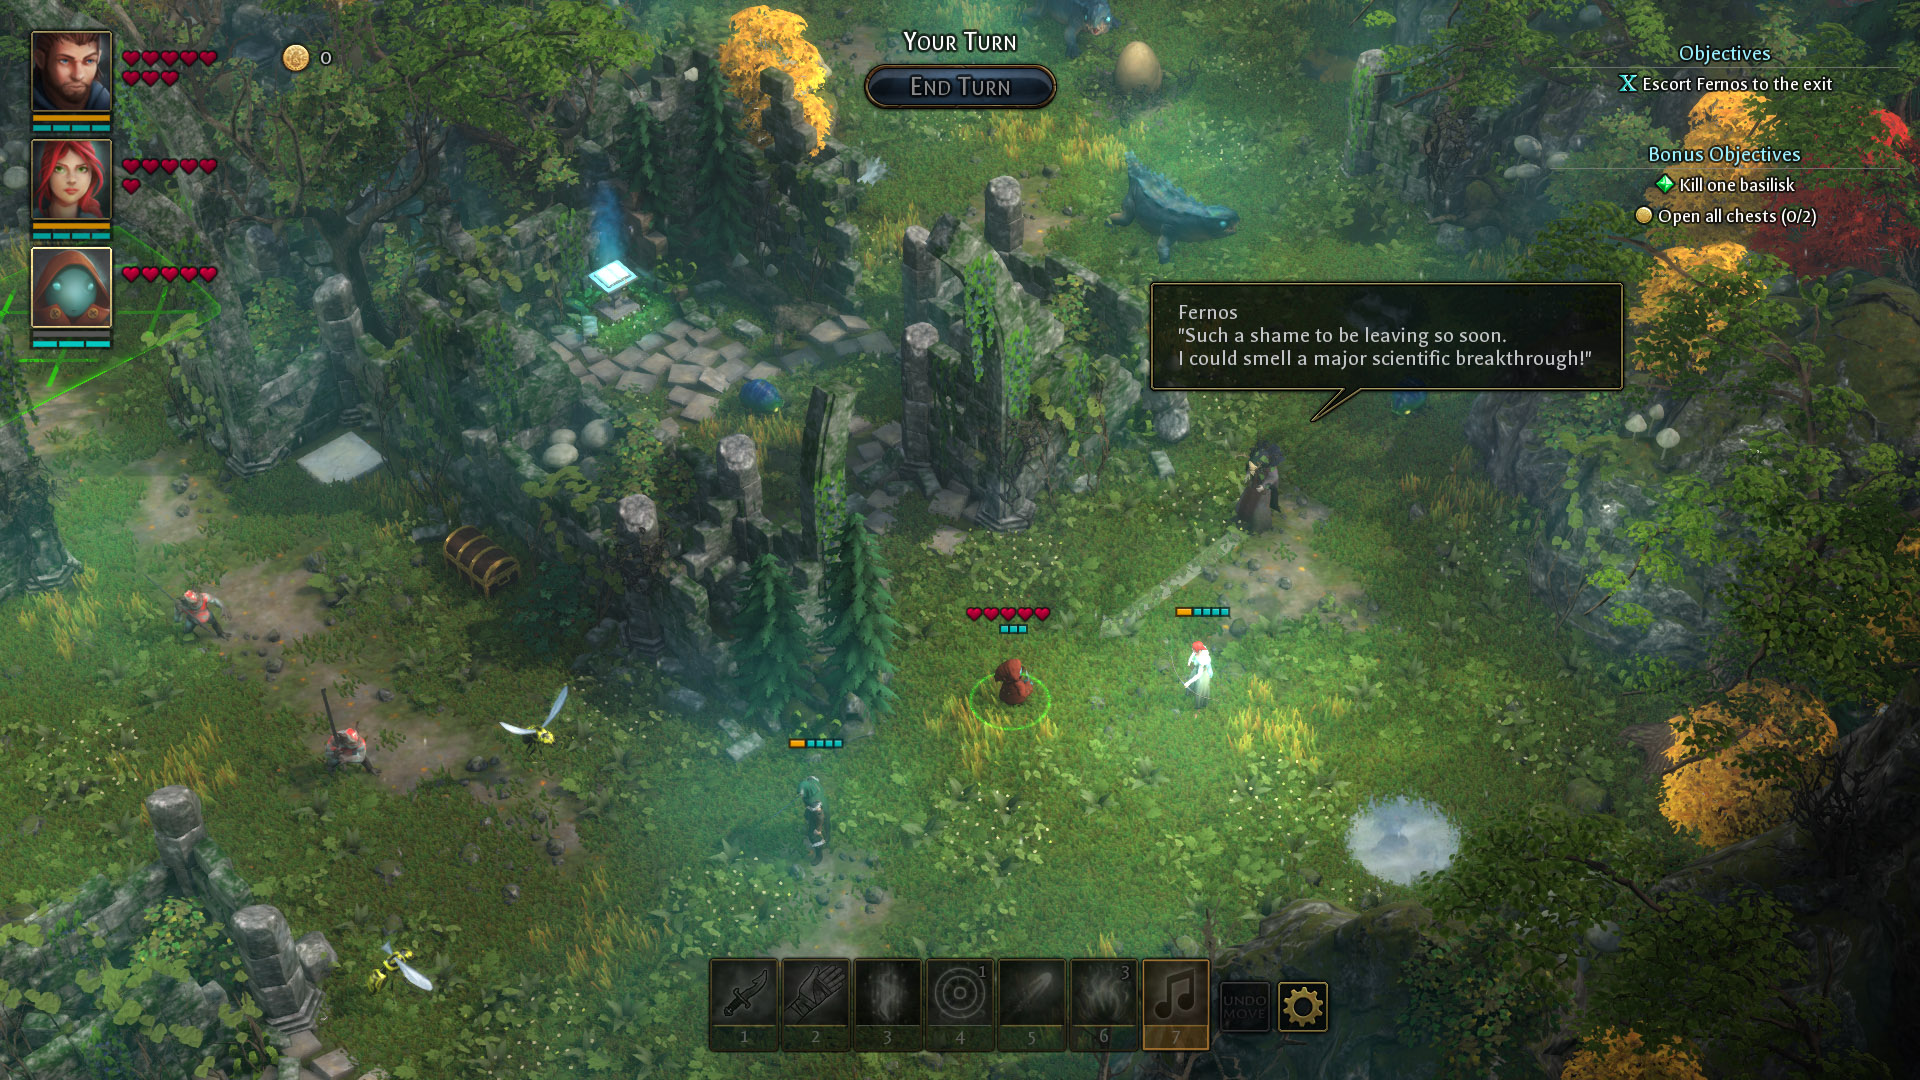 0
Your Turn
End Turn
Objectives
X Escort Fernos to the exit
Bonus Objectives
Kill one basilisk
Open all chests (0/2)
Fernos
"Such a shame to be leaving so soon.
I could smell a major scientific breakthrough!"
1 3
1 2 3 4 5 6 7
UNDO
MOVE